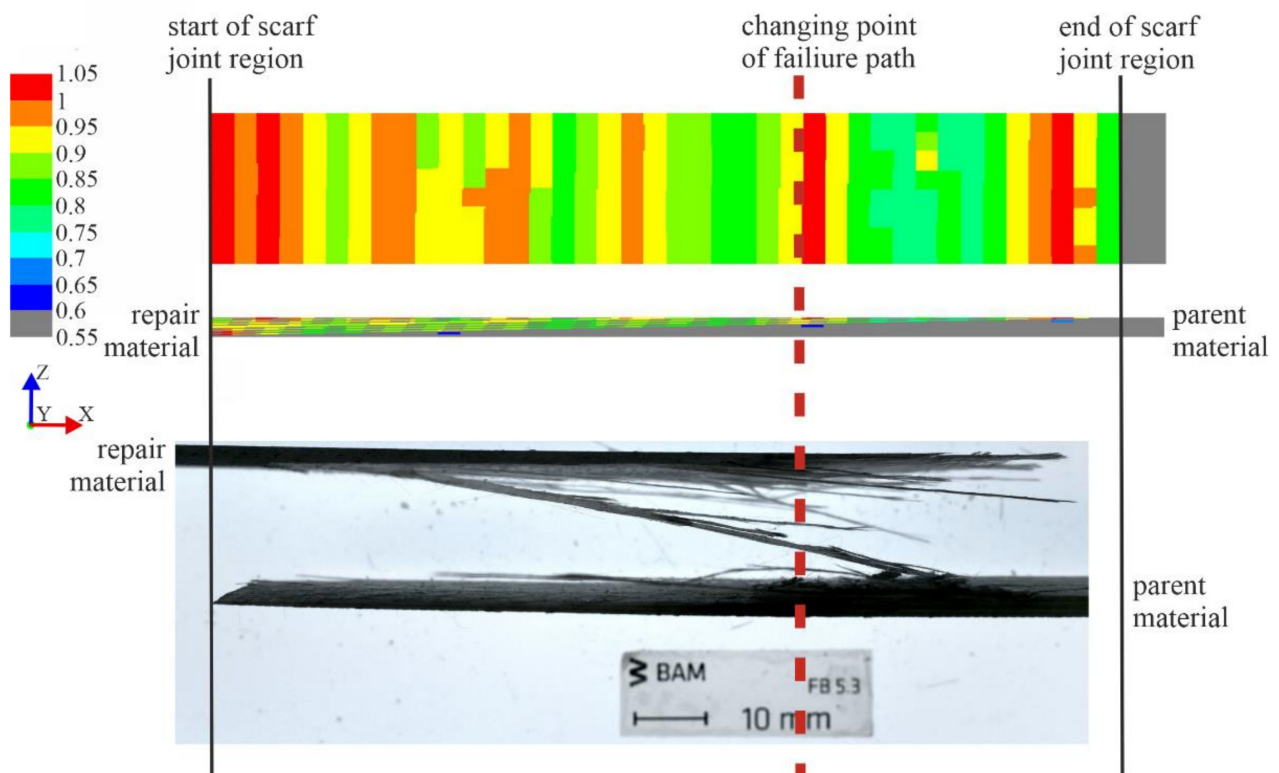 start of scarf
joint region
changing point
of failiure path
end of scarf
joint region
1.05
1
0.95
0.9
0.85
0.8
0.75
0.7
0.65
0.6
0.55
repair
material
parent
material
Z
Y X
repair
material
parent
material
BAM
FB 5.3
10 mm